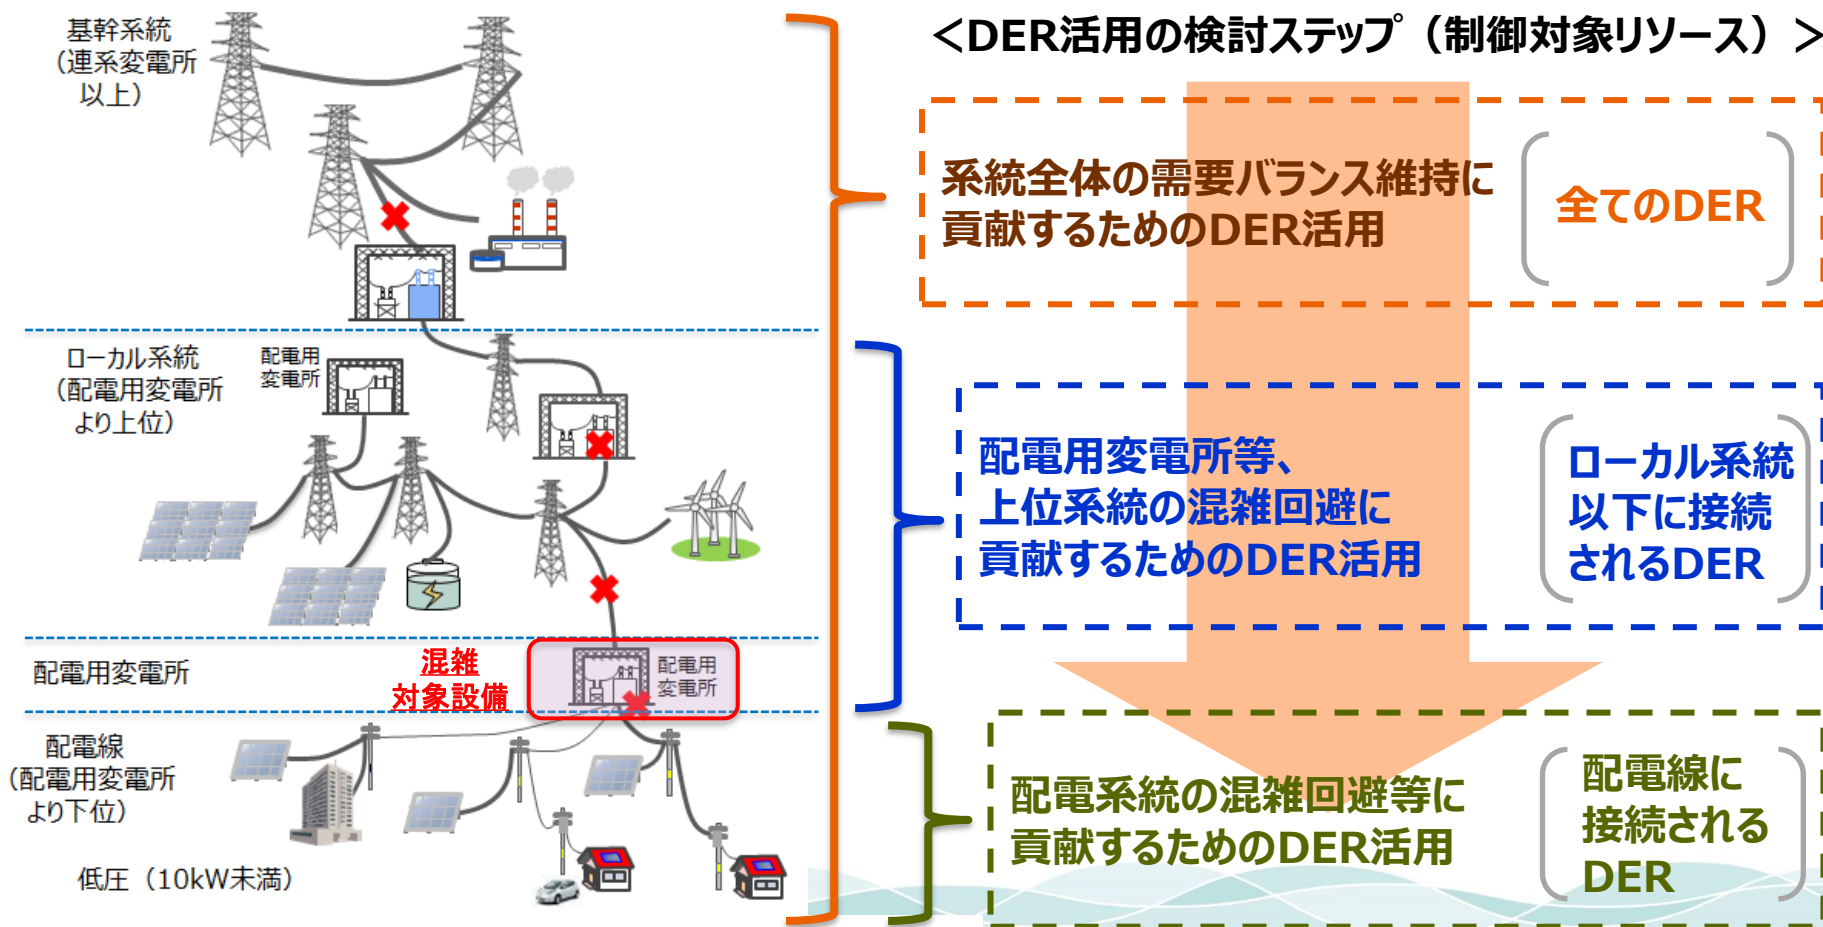 <DER活用の検討ステップ（制御対象リソース）>
基幹系統
（連系変電所
以上）
系統全体の需要バランス維持に
貢献するためのDER活用
全てのDER
ローカル系統
（配電用変電所
より上位）
配電用
変電所
配電用変電所等、
上位系統の混雑回避に
貢献するためのDER活用
ローカル系統
以下に接続
されるDER
配電用変電所
混雑
対象設備
配電用
変電所
配電線
（配電用変電所
より下位）
低圧（10kW未満）
配電系統の混雑回避等に
貢献するためのDER活用
配電線に
接続される
DER